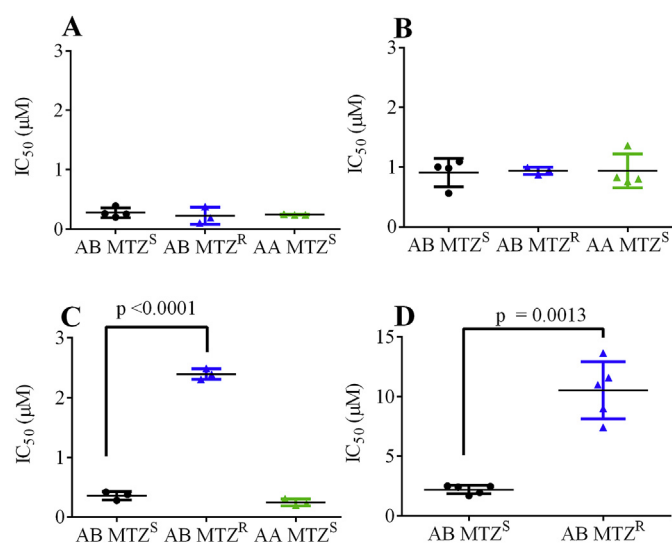 A
3
2
1
0
IC50 (μM)
AB MTZS
AB MTZR
AA MTZS
B
3
2
1
0
IC50 (μM)
AB MTZS
AB MTZR
AA MTZS
C
p <0.0001
3
2
1
0
IC50 (μM)
AB MTZS
AB MTZR
AA MTZS
D
p = 0.0013
15
10
5
0
IC50 (μM)
AB MTZS
AB MTZR